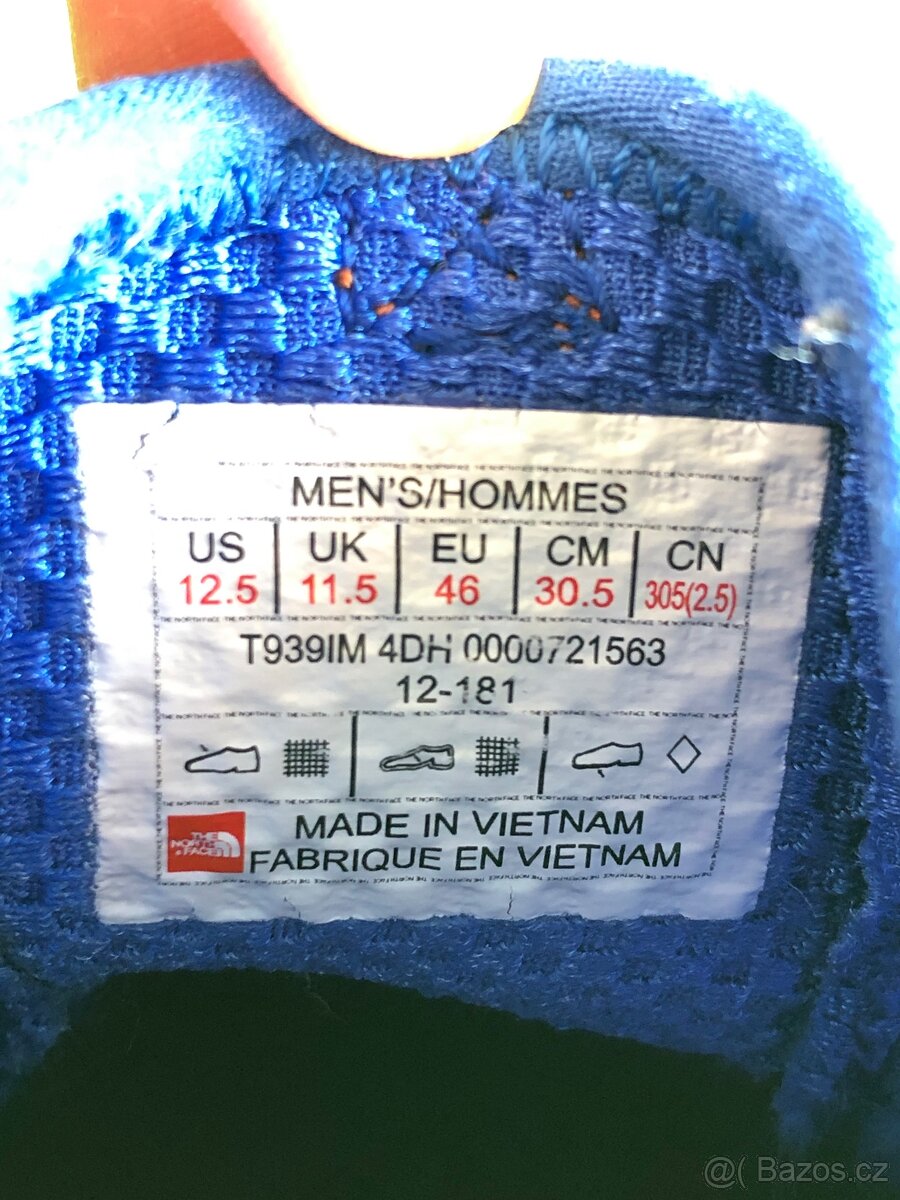 MEN'S/HOMMES
US UK EU CM CN
12.5 11.5 46 30.5 305(2.5)
T939IM 4DH 0000721563
12-181
THE NORTH FACE
MADE IN VIETNAM
FABRIQUE EN VIETNAM
@( Bazos.cz